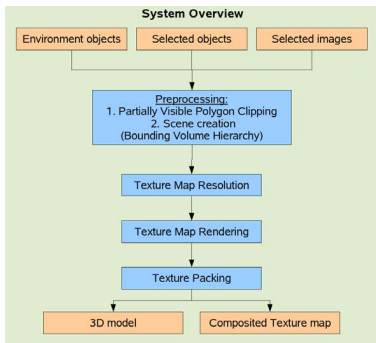 System Overview
Environment objects
Selected objects
Selected images
Preprocessing:
1. Partially Visible Polygon Clipping
2. Scene creation
(Bounding Volume Hierarchy)
Texture Map Resolution
Texture Map Rendering
Texture Packing
3D model
Composited Texture map